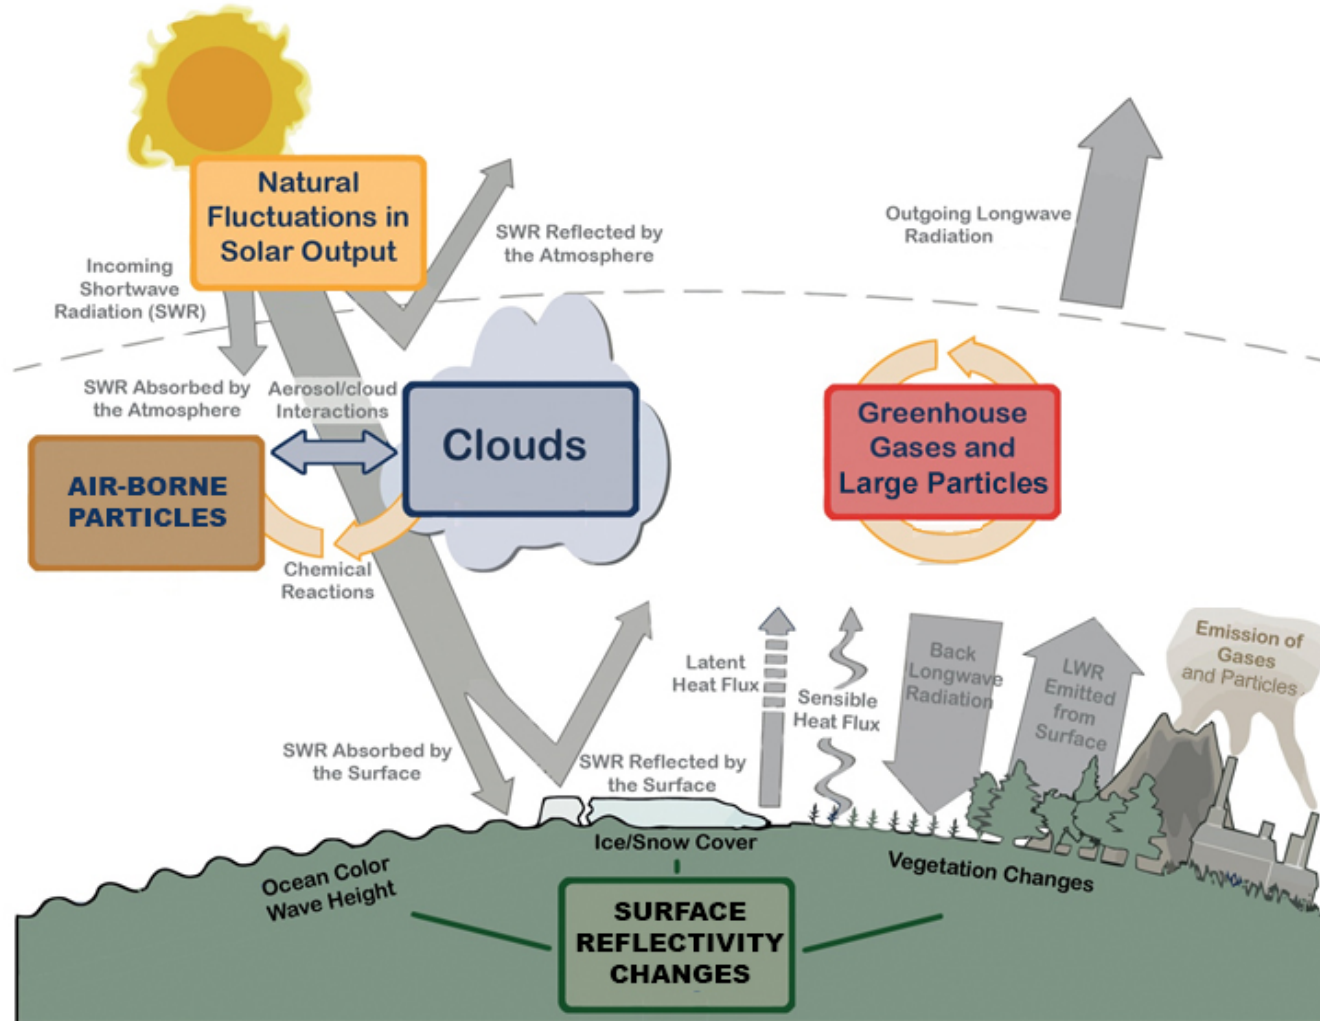 Natural
Fluctuations in
Solar Output
SWR Reflected by
the Atmosphere
Outgoing Longwave
Radiation
Incoming
Shortwave
Radiation (SWR)
SWR Absorbed by
the Atmosphere
Aerosol/cloud
Interactions
Clouds
Greenhouse
Gases and
Large Particles
AIR-BORNE
PARTICLES
Chemical
Reactions
Emission of
Gases
and Particles
Latent
Heat Flux
Sensible
Heat Flux
Back
Longwave
Radiation
LWR
Emitted
from
Surface
SWR Absorbed by
the Surface
SWR Reflected by
the Surface
Ice/Snow Cover
Ocean Color
Wave Height
Vegetation Changes
SURFACE
REFLECTIVITY
CHANGES